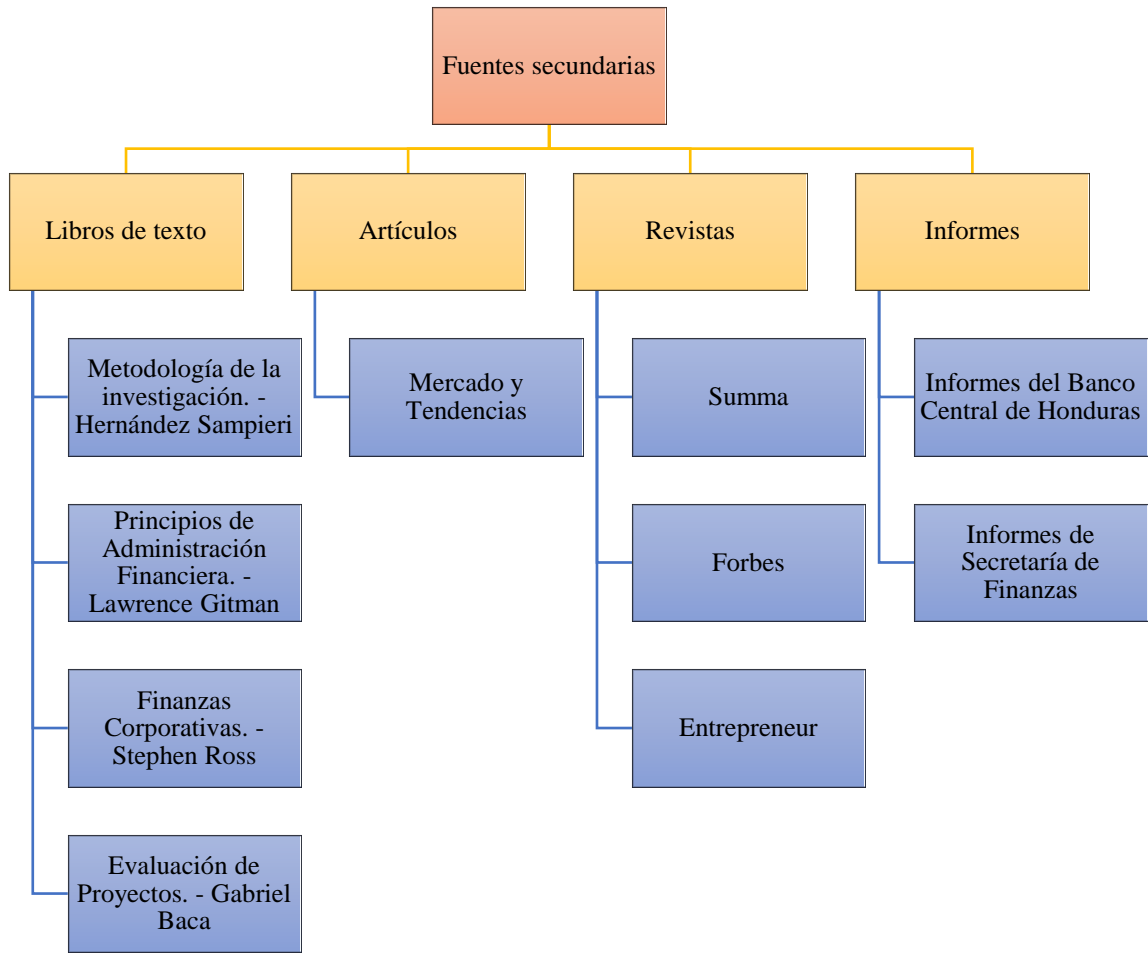 Fuentes secundarias
Libros de texto
Artículos
Revistas
Informes
Metodología de la
investigación. -
Hernández Sampieri
Principios de
Administración
Financiera. -
Lawrence Gitman
Finanzas
Corporativas. -
Stephen Ross
Evaluación de
Proyectos. - Gabriel
Baca
Mercado y
Tendencias
Summa
Forbes
Entrepreneur
Informes del Banco
Central de Honduras
Informes de
Secretaría de
Finanzas